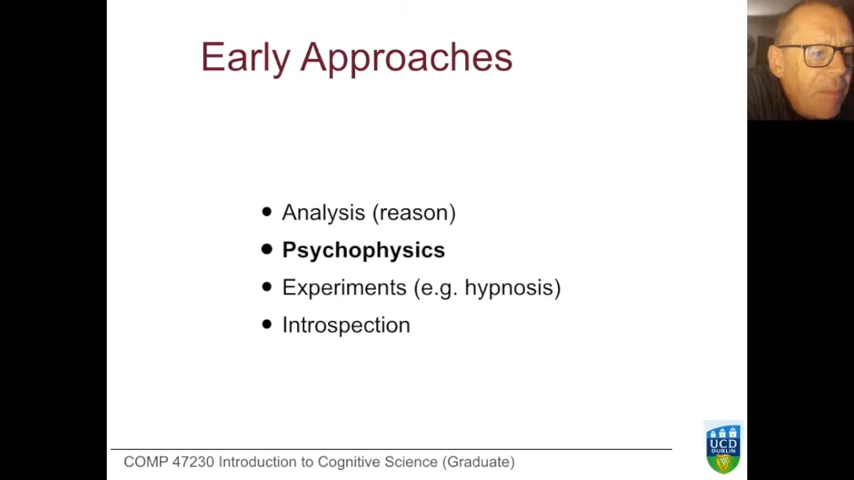 Early Approaches
• Analysis (reason)
• Psychophysics
• Experiments (e.g. hypnosis)
• Introspection
COMP 47230 Introduction to Cognitive Science (Graduate)
UCD
DUBLIN